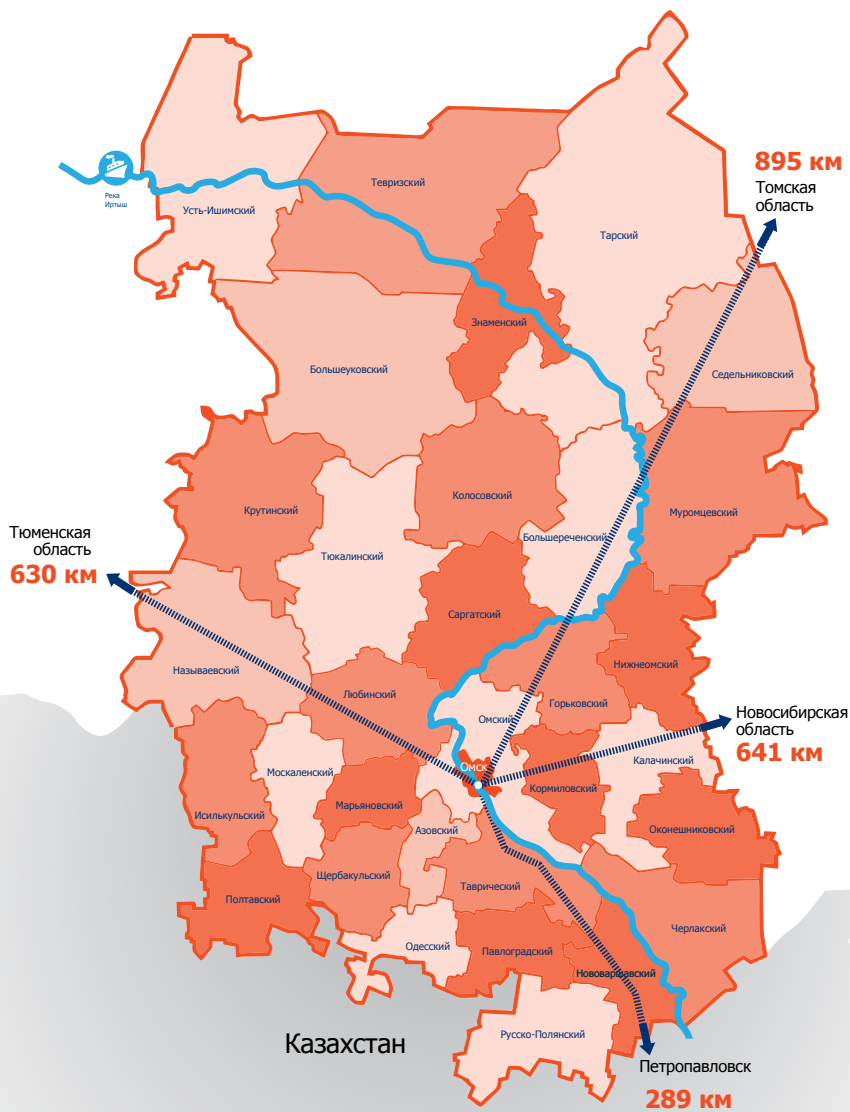 895 км
Томская
область
Тевризский
Река
Иртыш
Усть-Ишимский
Тарский
Знаменский
Большеуковский
Седельниковский
Колосовский
Крутинский
Муромцевский
Тюменская
область
630 км
Тюкалинский
Большереченский
Саргатский
Нижнеомский
Называевский
Любинский
Горьковский
Омский
Новосибирская
область
641 км
Омск
Калачинский
Москаленский
Кормиловский
Марьяновский
Исилькульский
Азовский
Оконешниковский
Щербакульский
Таврический
Полтавский
Черлакский
Одесский
Павлоградский
Нововаршавский
Казахстан
Русско-Полянский
Петропавловск
289 км